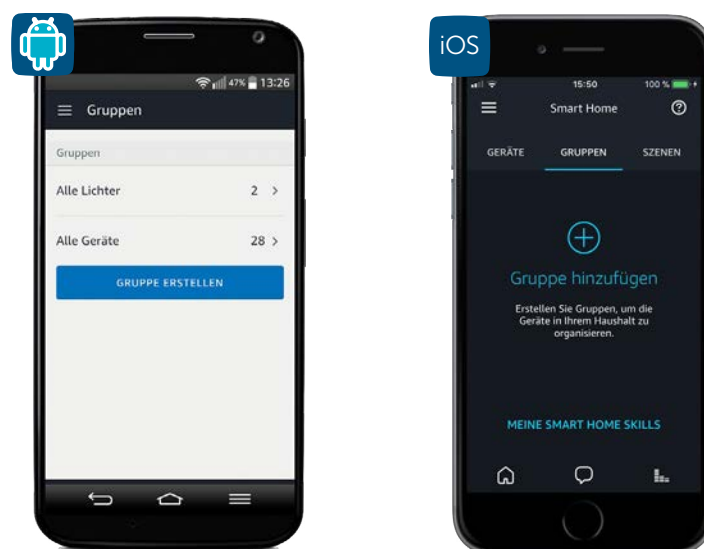 47% 13:26
Gruppen
Gruppen
Alle Lichter 2 >
Alle Geräte 28 >
GRUPPE ERSTELLEN
iOS
15:50 100 %
Smart Home ?
GERÄTE GRUPPEN SZENEN
Gruppe hinzufügen
Erstellen Sie Gruppen, um die
Geräte in Ihrem Haushalt zu
organisieren.
MEINE SMART HOME SKILLS